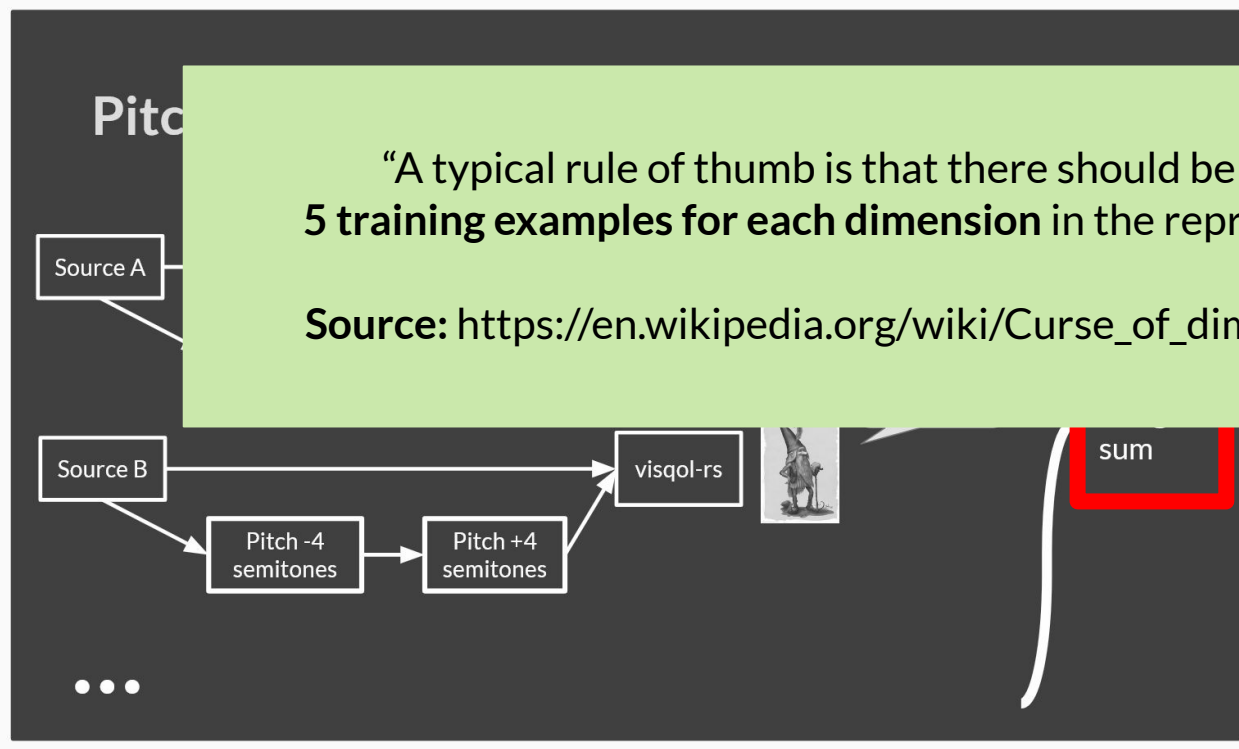 Pitc
“A typical rule of thumb is that there should be
5 training examples for each dimension in the repr
Source: https://en.wikipedia.org/wiki/Curse_of_dim
Source A
Source B
visqol-rs
sum
Pitch -4
semitones
Pitch +4
semitones